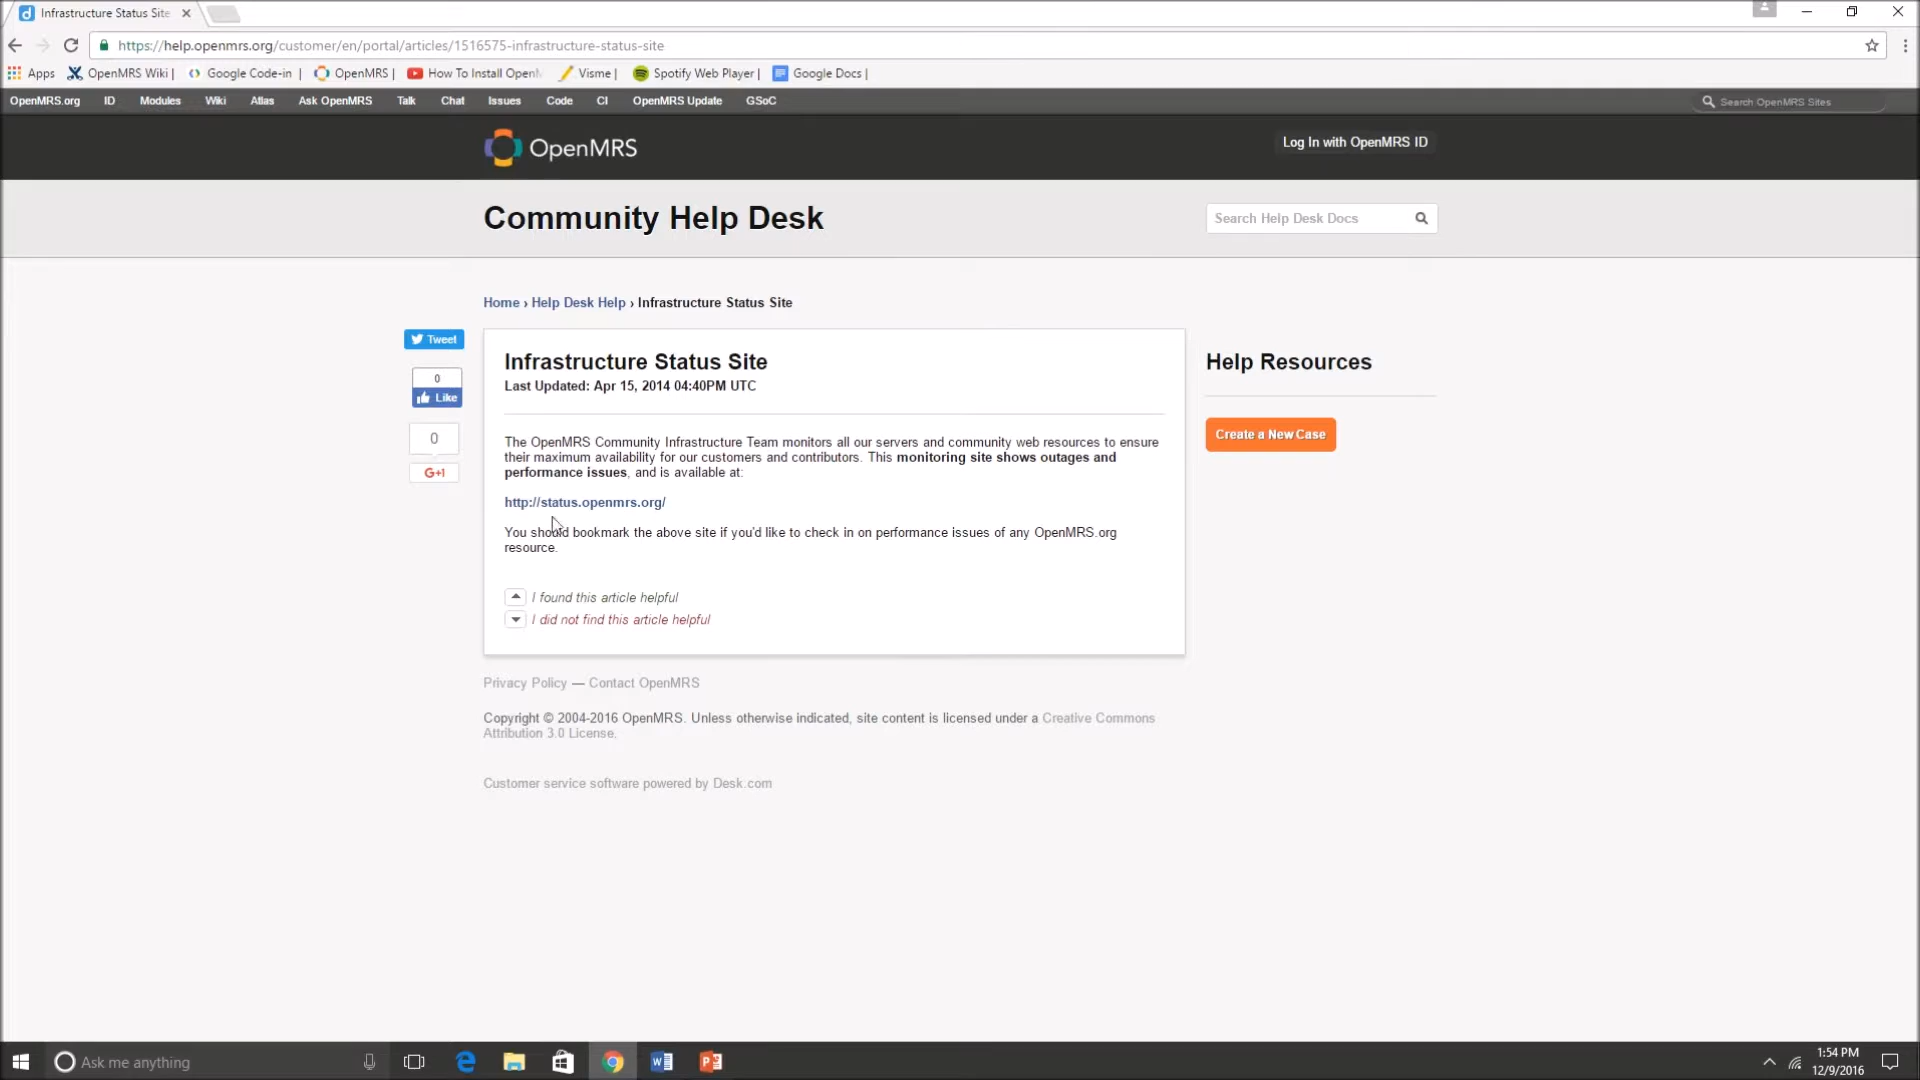 Infrastructure Status Site
https://help.openmrs.org/customer/en/portal/articles/1516575-infrastructure-status-site
Apps OpenMRS Wiki | Google Code-in | OpenMRS | How To Install OpenM Visme | Spotify Web Player | Google Docs |
OpenMRS.org ID Modules Wiki Atlas Ask OpenMRS Talk Chat Issues Code CI OpenMRS Update GSoC Search OpenMRS Sites
OpenMRS Log In with OpenMRS ID
Community Help Desk Search Help Desk Docs
Home › Help Desk Help › Infrastructure Status Site
Tweet
0
Like
0
G+1
Infrastructure Status Site
Last Updated: Apr 15, 2014 04:40PM UTC
The OpenMRS Community Infrastructure Team monitors all our servers and community web resources to ensure
their maximum availability for our customers and contributors. This monitoring site shows outages and
performance issues, and is available at:
http://status.openmrs.org/
You should bookmark the above site if you'd like to check in on performance issues of any OpenMRS.org
resource.
I found this article helpful
I did not find this article helpful
Help Resources
Create a New Case
Privacy Policy — Contact OpenMRS
Copyright © 2004-2016 OpenMRS. Unless otherwise indicated, site content is licensed under a Creative Commons
Attribution 3.0 License.
Customer service software powered by Desk.com
Ask me anything
1:54 PM
12/9/2016